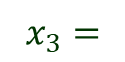 x₃ =